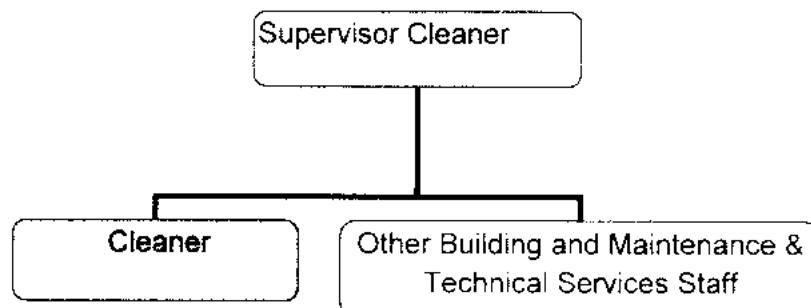 Supervisor Cleaner
Cleaner
Other Building and Maintenance &
Technical Services Staff